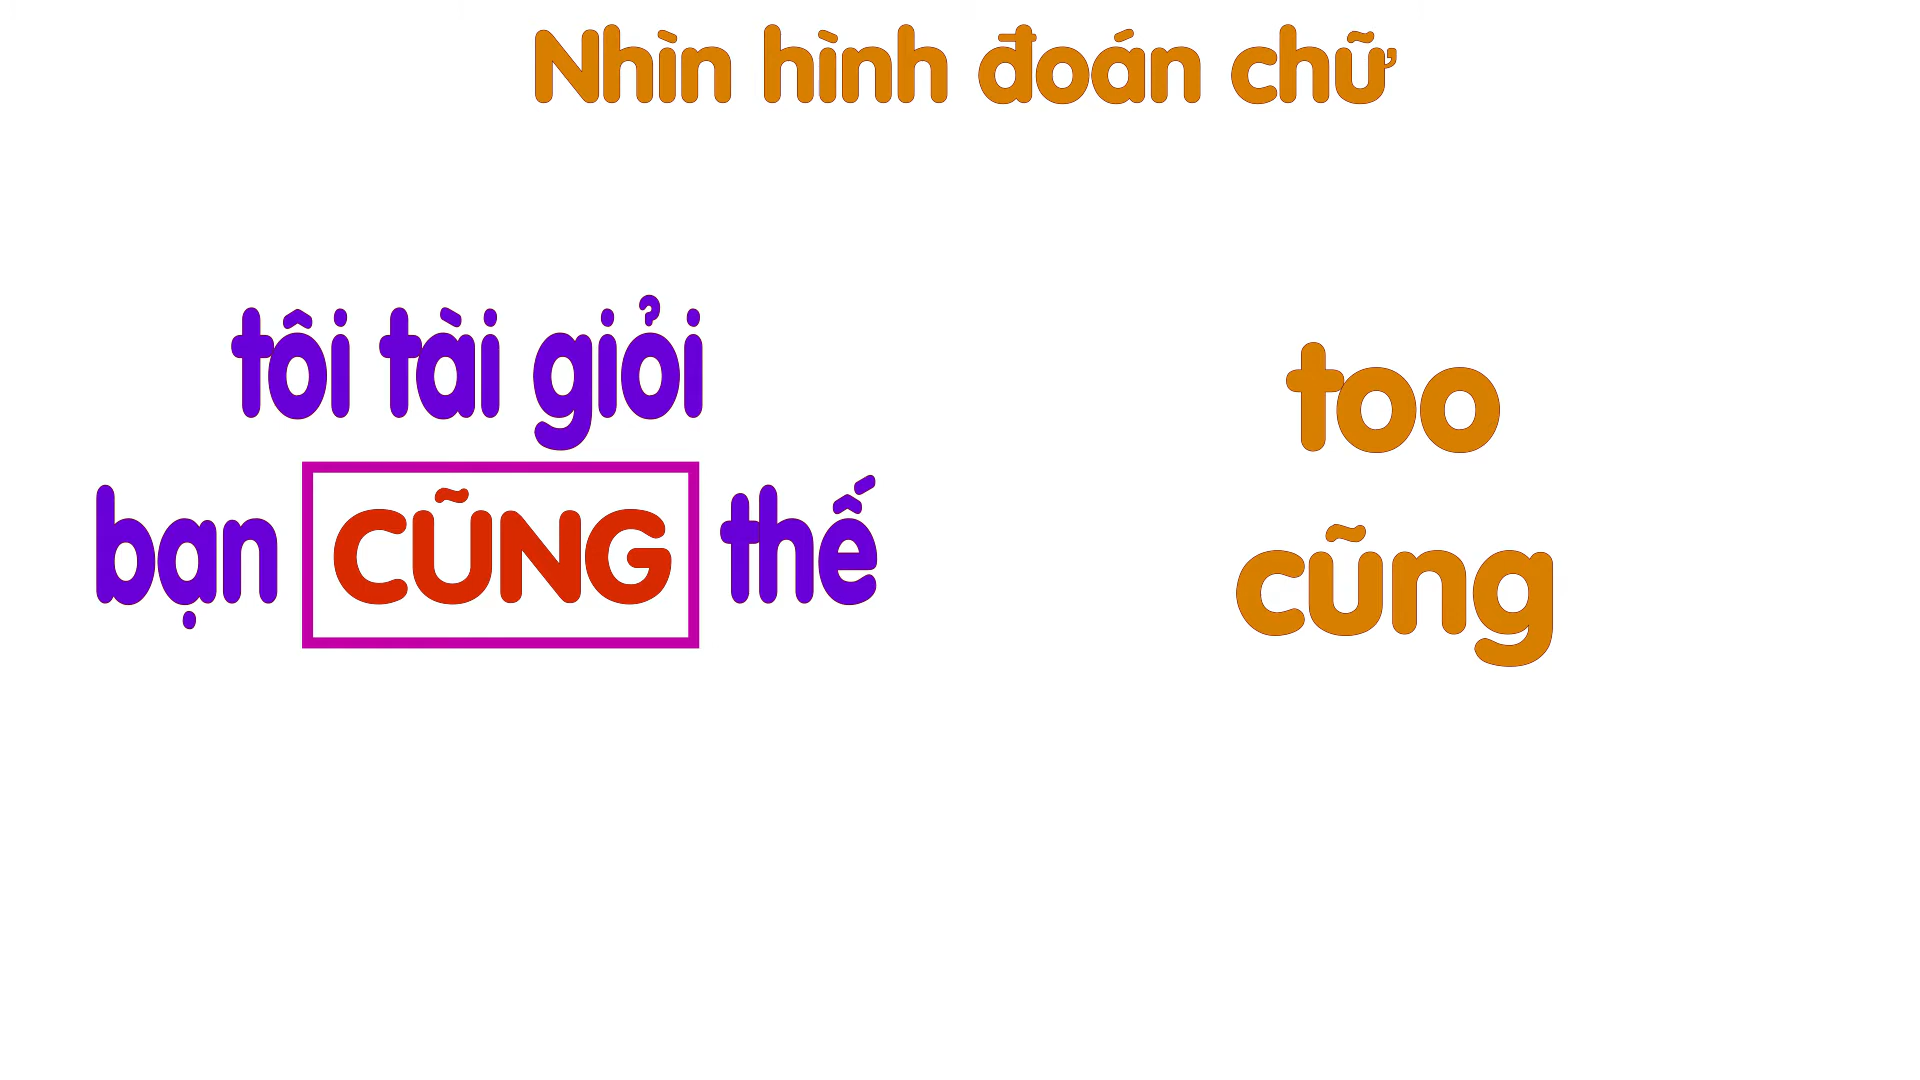 Nhìn hình đoán chữ
tôi tài giỏi
bạn CŨNG thế
too
cũng